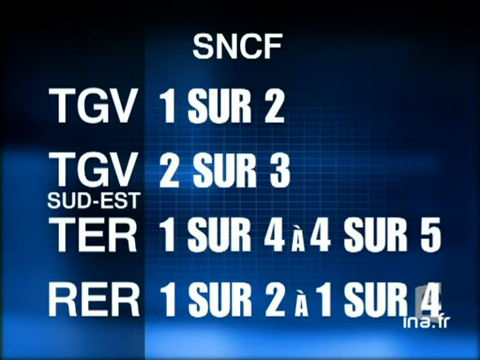 SNCF
TGV 1 SUR 2
TGV 2 SUR 3
SUD-EST
TER 1 SUR 4 à 4 SUR 5
RER 1 SUR 2 à 1 SUR 4
ina.fr